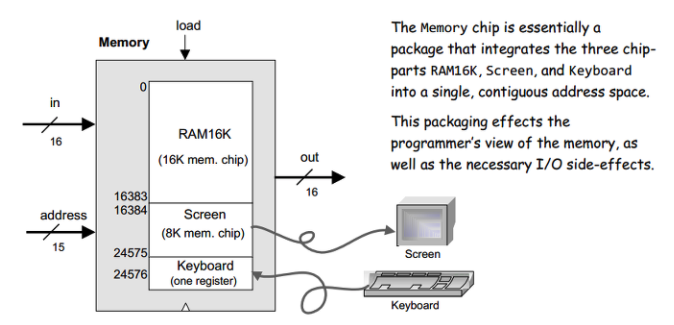 load
Memory
in
16
address
15
0
RAM16K
(16K mem. chip)
16383
16384
Screen
(8K mem. chip)
24575
24576
Keyboard
(one register)
out
16
Screen
Keyboard
The Memory chip is essentially a
package that integrates the three chip-
parts RAM16K, Screen, and Keyboard
into a single, contiguous address space.
This packaging effects the
programmer's view of the memory, as
well as the necessary I/O side-effects.